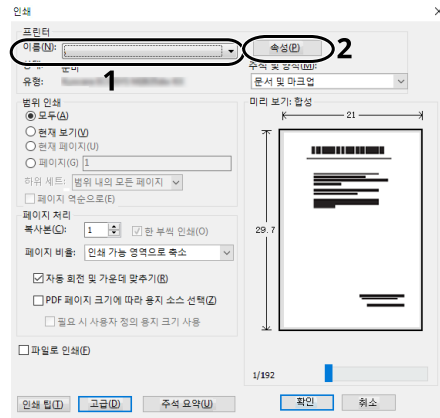 인쇄
프린터
이름(N):
속성(P)
2
상태: 준비
주석 및 양식(M):
유형:
1
문서 및 마크업
범위 인쇄
모두(A)
현재 보기(V)
현재 페이지(U)
페이지(G) 1
하위 세트: 범위 내의 모든 페이지
페이지 역순으로(E)
미리 보기: 합성
21
29.7
페이지 처리
복사본(C): 1 한 부씩 인쇄(O)
페이지 비율: 인쇄 가능 영역으로 축소
자동 회전 및 가운데 맞추기(R)
PDF 페이지 크기에 따라 용지 소스 선택(Z)
필요 시 사용자 정의 용지 크기 사용
파일로 인쇄(F)
1/192
인쇄 팁(T) 고급(D) 주석 요약(U) 확인 취소